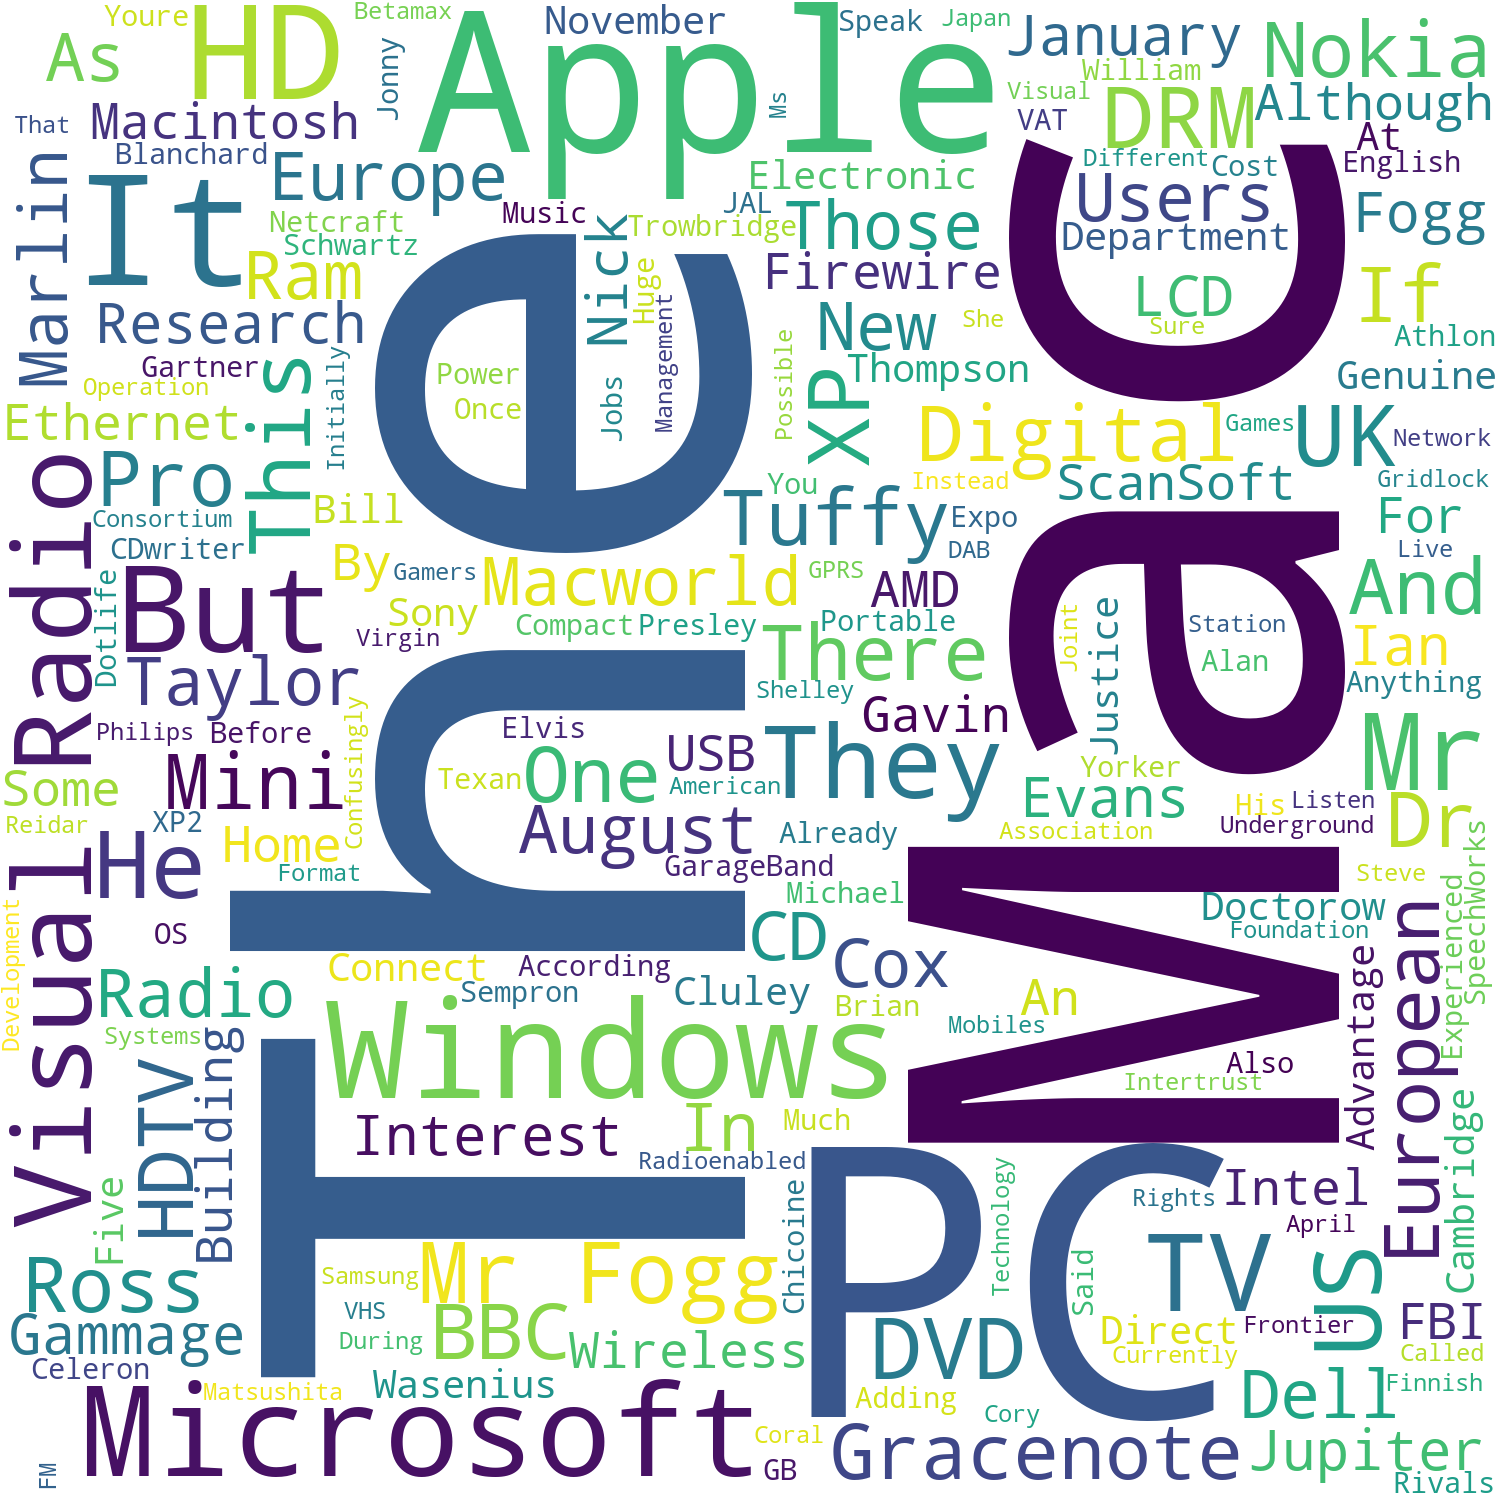 Youre
Betamax
November
Apple
Speak
Japan
January
Nokia
As
HD
Jonny
Ms
William
Visual
DRM
Although
That
Macintosh
VAT
At
Blanchard
Different
Cost
English
Marlin
It
Europe
Electronic
Users
Fogg
Netcraft
Music
JAL
Those
Department
Schwartz
Nick
Trowbridge
Ram
Huge
Firewire
LCD
If
Research
Management
New
She
Sure
Athlon
Gartner
This
Initially
Power
Jobs
Possible
Thompson
Genuine
Operation
Once
XP
Ethernet
Digital
Games
UK
Network
Radio
Pro
You
Instead
ScanSoft
Gridlock
Consortium
Bill
Tuffy
Expo
For
CDwriter
By
Gamers
DAB
Live
Dotlife
But
Macworld
GPRS
AMD
And
Sony
Compact
Presley
Portable
Station
Virgin
There
Joint
Justice
Alan
Ian
Taylor
Shelley
Anything
Philips
Before
Elvis
Gavin
Mini
Confusingly
Texan
One
USB
They
Yorker
Mr
Some
American
Evans
His
Listen
Reidar
XP2
Home
August
Already
Association
Underground
Dr
He
Format
GarageBand
Steve
SpeechWorks
Visual
Michael
Doctorow
Experienced
OS
CD
Foundation
Development
Connect
According
Cox
European
Radio
Sempron
Cluley
Brian
An
Advantage
Systems
Windows
Mobiles
HDTV
Building
Also
Interest
In
Much
Intertrust
Cambridge
Radioenabled
Five
Chicoine
Technology
Rights
Intel
April
Ross
Samsung
Mr Fogg
Said
TV
US
Gammage
VHS
BBC
DVD
Direct
Frontier
FBI
During
Wireless
Currently
Called
Celeron
Wasenius
Finnish
Matsushita
Adding
Cory
Dell
Microsoft
Coral
Gracenote
Jupiter
FM
GB
Rivals
The
Mac
PC